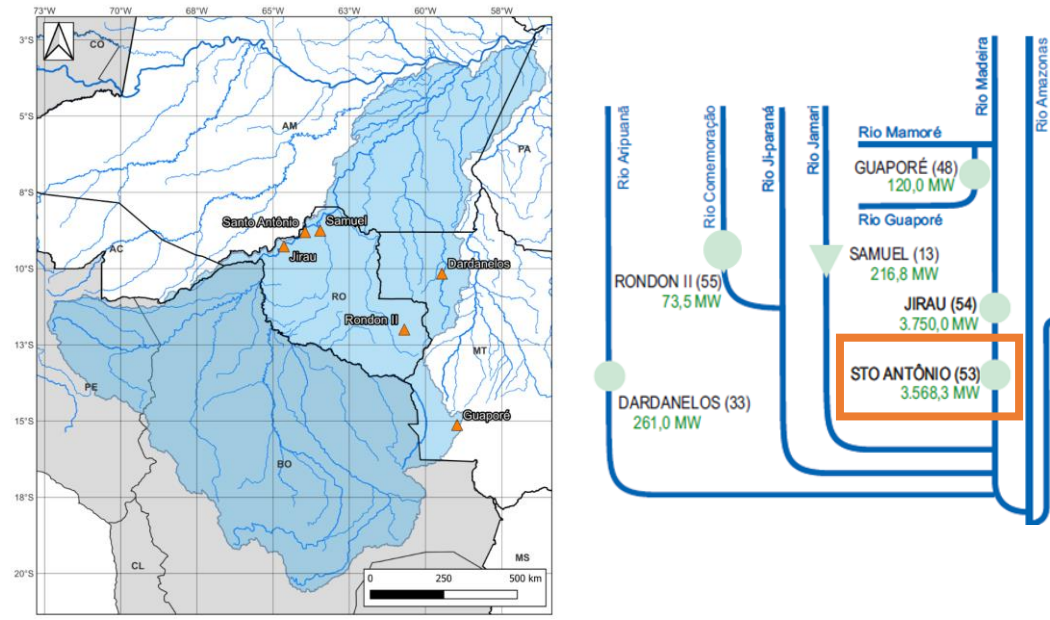 73°W
70°W
67°W
65°W
63°W
60°W
58°W
3°S
5°S
8°S
10°S
13°S
15°S
18°S
20°S
CO
AM
PA
Santo Antônio
Samuel
Jirau
AC
Dardanelos
RO
Rondon II
MT
PE
Guaporé
BO
CL
MS
0
250
500 km
Rio Aripuanã
Rio Comemoração
Rio Ji-paraná
Rio Jamari
Rio Madeira
Rio Amazonas
Rio Mamoré
GUAPORÉ (48)
120,0 MW
Rio Guaporé
SAMUEL (13)
216,8 MW
RONDON II (55)
73,5 MW
JIRAU (54)
3.750,0 MW
STO ANTÔNIO (53)
3.568,3 MW
DARDANELOS (33)
261,0 MW